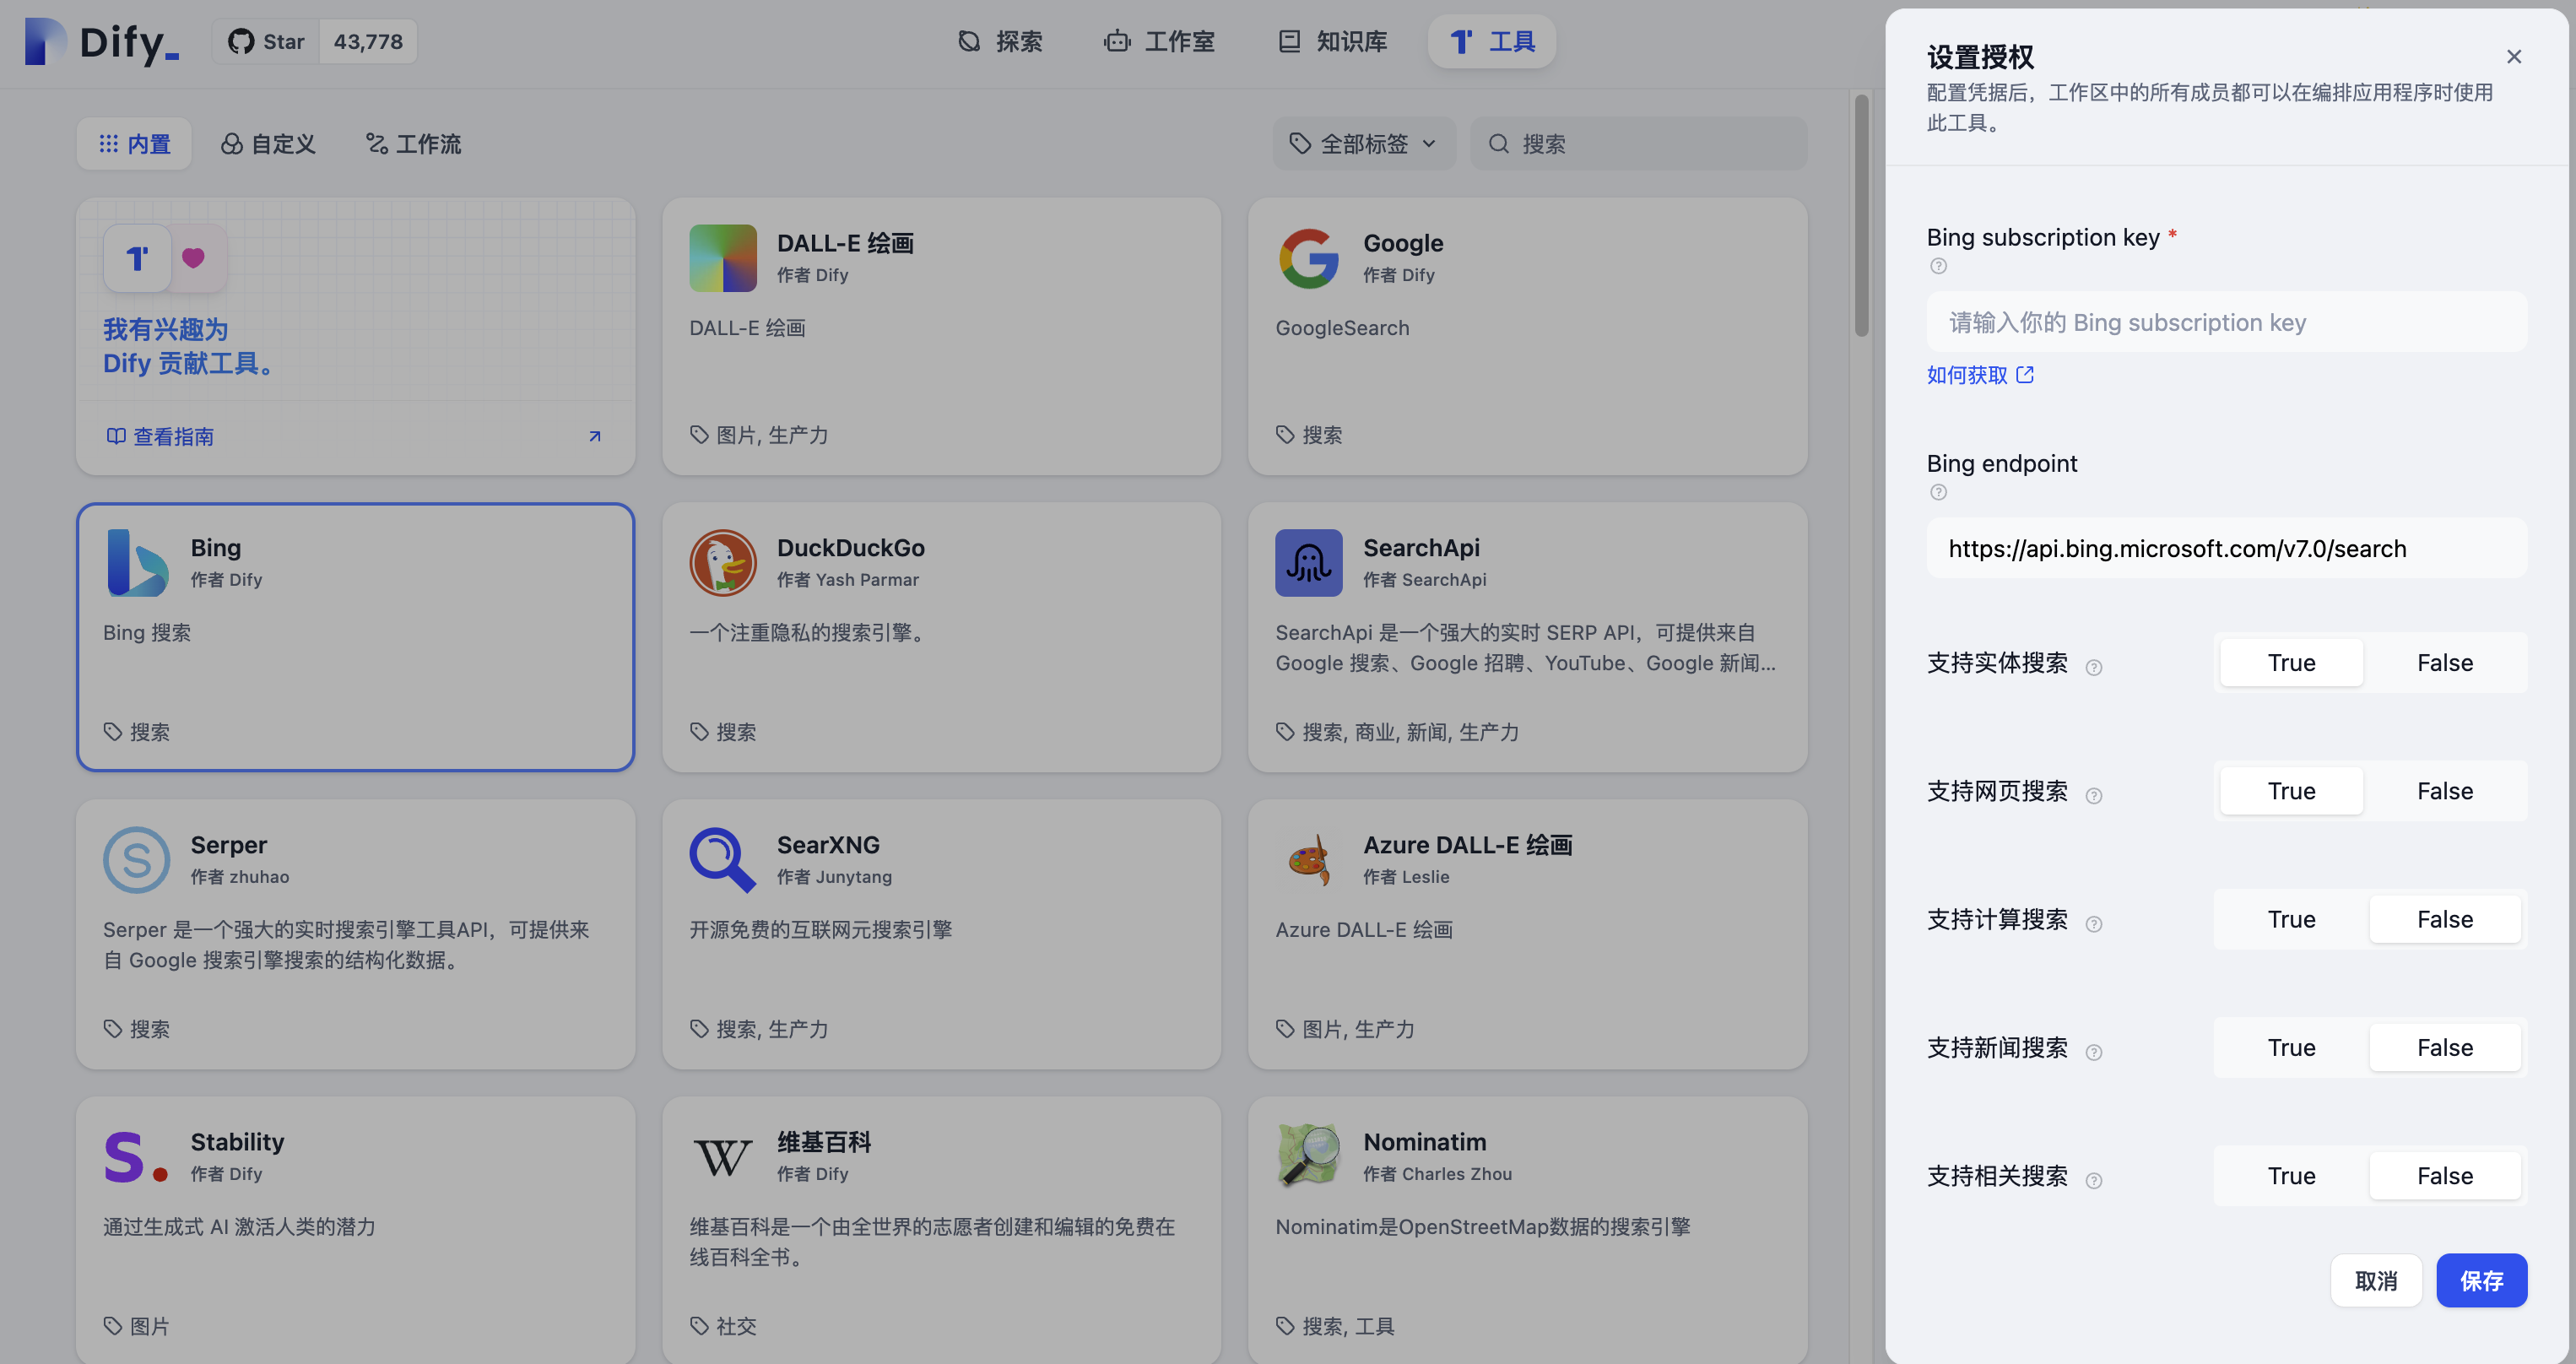 Dify_
Star 43,778
探索
工作室
知识库
工具
内置
自定义
工作流
全部标签
搜索
我有兴趣为
Dify 贡献工具。
查看指南
DALL-E 绘画
作者 Dify
DALL-E 绘画
图片, 生产力
Google
作者 Dify
GoogleSearch
搜索
Bing
作者 Dify
Bing 搜索
搜索
DuckDuckGo
作者 Yash Parmar
一个注重隐私的搜索引擎。
搜索
SearchApi
作者 SearchApi
SearchApi 是一个强大的实时 SERP API，可提供来自
Google 搜索、Google 招聘、YouTube、Google 新闻...
搜索, 商业, 新闻, 生产力
Serper
作者 zhuhao
Serper 是一个强大的实时搜索引擎工具API，可提供来
自 Google 搜索引擎搜索的结构化数据。
搜索
SearXNG
作者 Junytang
开源免费的互联网元搜索引擎
搜索, 生产力
Azure DALL-E 绘画
作者 Leslie
Azure DALL-E 绘画
图片, 生产力
Stability
作者 Dify
通过生成式 AI 激活人类的潜力
图片
维基百科
作者 Dify
维基百科是一个由全世界的志愿者创建和编辑的免费在
线百科全书。
社交
Nominatim
作者 Charles Zhou
Nominatim是OpenStreetMap数据的搜索引擎
搜索, 工具
设置授权
配置凭据后，工作区中的所有成员都可以在编排应用程序时使用
此工具。
Bing subscription key *
请输入你的 Bing subscription key
如何获取
Bing endpoint
https://api.bing.microsoft.com/v7.0/search
支持实体搜索 True False
支持网页搜索 True False
支持计算搜索 True False
支持新闻搜索 True False
支持相关搜索 True False
取消
保存